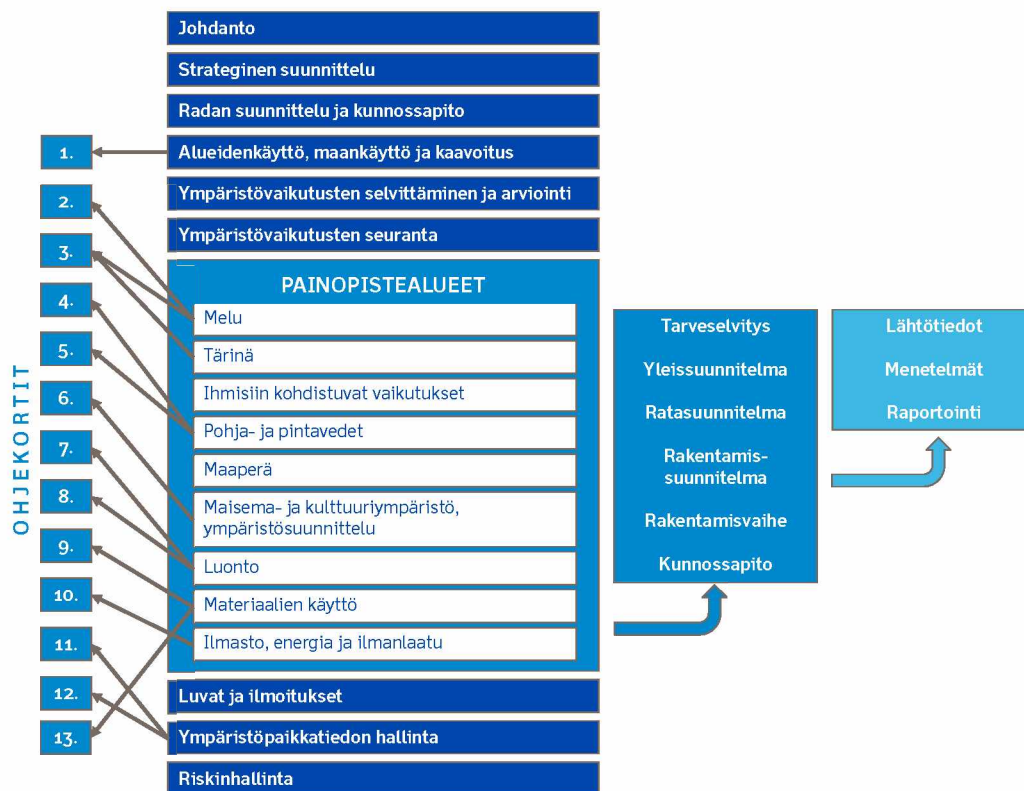 Johdanto
Strateginen suunnittelu
Radan suunnittelu ja kunnossapito
Alueidenkäyttö, maankäyttö ja kaavoitus
Ympäristövaikutusten selvittäminen ja arviointi
Ympäristövaikutusten seuranta
PAINOPISTEALUEET
Melu
Tärinä
Ihmisiin kohdistuvat vaikutukset
Pohja- ja pintavedet
Maaperä
Maisema- ja kulttuuriympäristö,
ympäristösuunnittelu
Luonto
Materiaalien käyttö
Ilmasto, energia ja ilmanlaatu
Luvat ja ilmoitukset
Ympäristöpaikkatiedon hallinta
Riskinhallinta
OHJEKORTIT
1.
2.
3.
4.
5.
6.
7.
8.
9.
10.
11.
12.
13.
Tarveselvitys
Yleissuunnitelma
Ratasuunnitelma
Rakentamis-
suunnitelma
Rakentamisvaihe
Kunnossapito
Lähtötiedot
Menetelmät
Raportointi